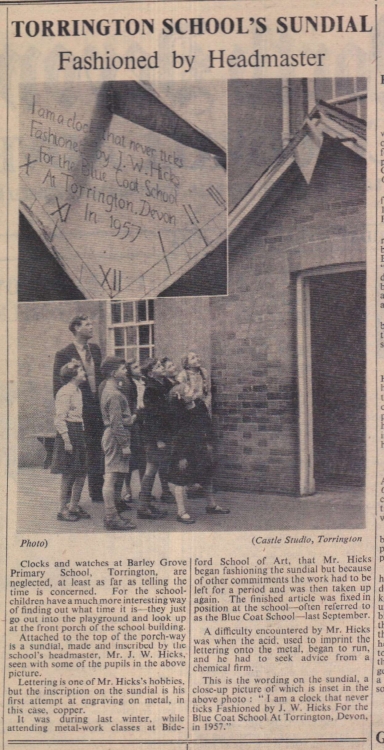 TORRINGTON SCHOOL'S SUNDIAL
Fashioned by Headmaster
I am a clock that never ticks
Fashioned by J. W. Hicks
For the Blue Coat School
At Torrington, Devon
In 1957
X
XI
XII
I
II
III
Photo)
(Castle Studio, Torrington
Clocks and watches at Barley Grove
Primary School, Torrington, are
neglected, at least as far as telling the
time is concerned. For the school-
children have a much more interesting way
of finding out what time it is—they just
go out into the playground and look up
at the front porch of the school building.
Attached to the top of the porch-way
is a sundial, made and inscribed by the
school's headmaster, Mr. J. W. Hicks,
seen with some of the pupils in the above
picture.
Lettering is one of Mr. Hicks's hobbies,
but the inscription on the sundial is his
first attempt at engraving on metal, in
this case, copper.
It was during last winter, while
attending metal-work classes at Bide-
ford School of Art, that Mr. Hicks
began fashioning the sundial but because
of other commitments the work had to be
left for a period and was then taken up
again. The finished article was fixed in
position at the school—often referred to
as the Blue Coat School—last September.
A difficulty encountered by Mr. Hicks
was when the acid, used to imprint the
lettering onto the metal, began to run,
and he had to seek advice from a
chemical firm.
This is the wording on the sundial, a
close-up picture of which is inset in the
above photo : " I am a clock that never
ticks Fashioned by J. W. Hicks For the
Blue Coat School At Torrington, Devon,
in 1957."